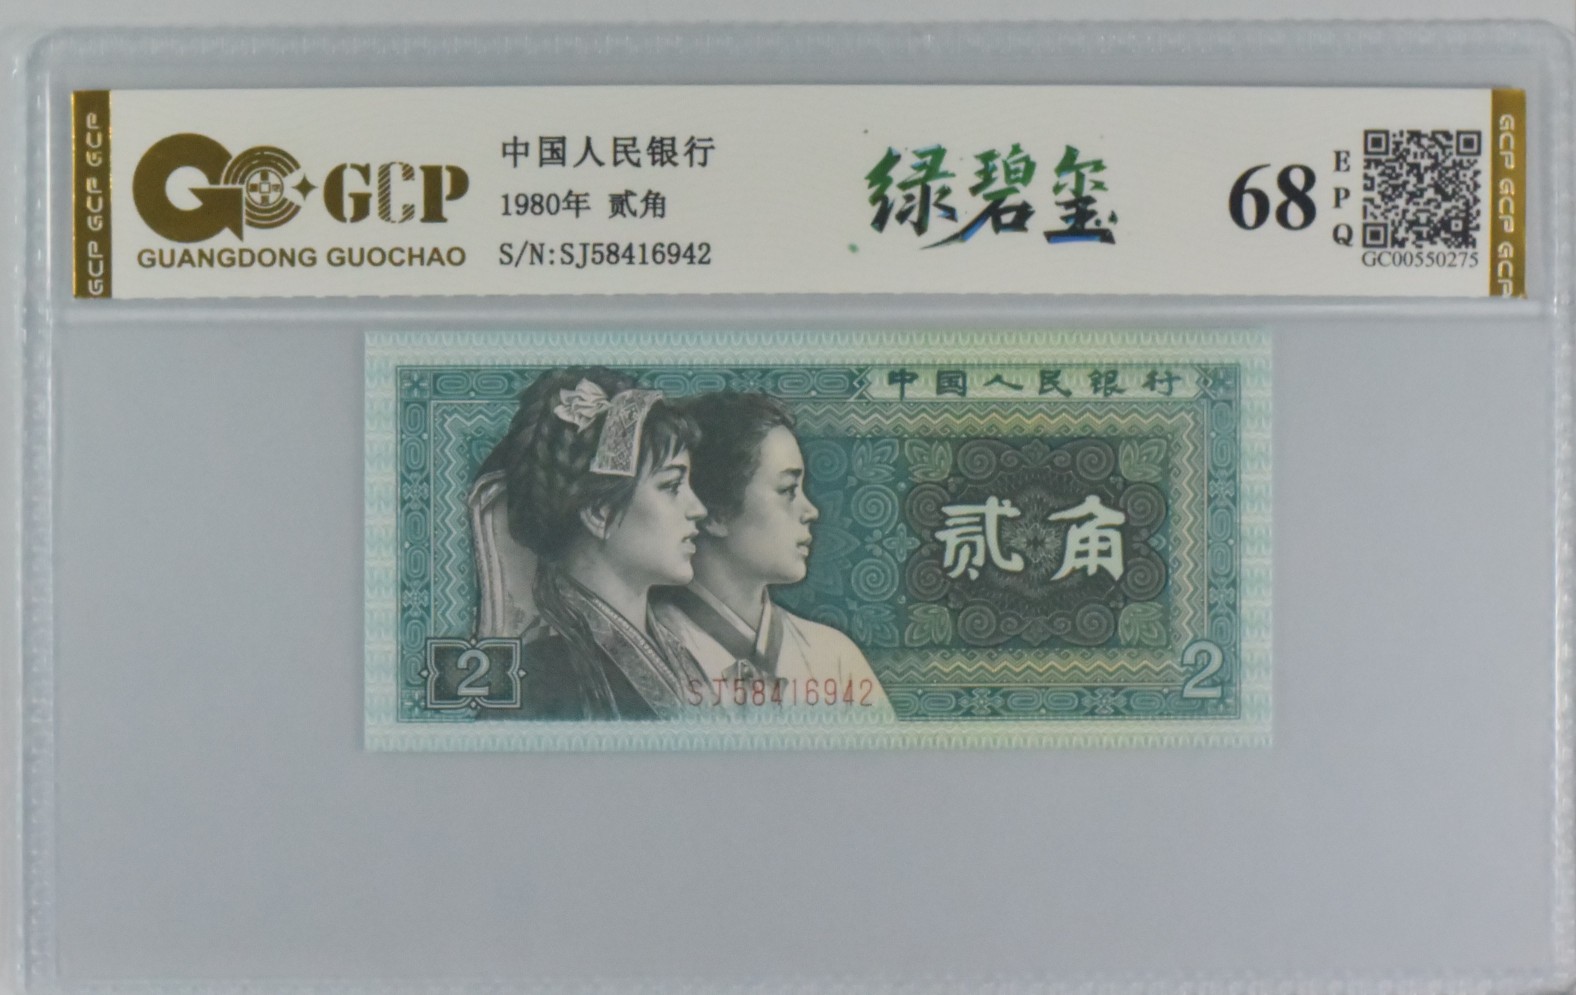 GCP GCP GCP
GCP
GUANGDONG GUOCHAO
中国人民银行
1980年 贰角
S/N:SJ58416942
绿碧玺
68
EPQ
GC00550275
GCP GCP GCP
中国人民银行
贰角
2
2
SJ58416942